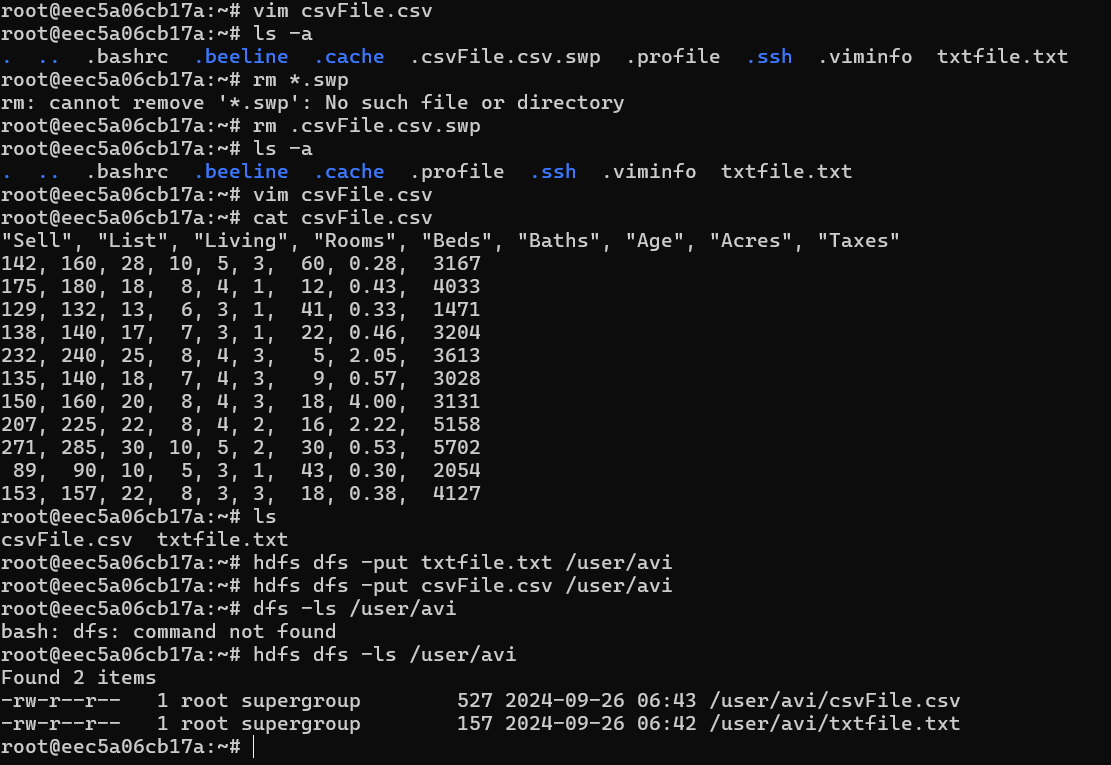 root@eec5a06cb17a:~# vim csvFile.csv
root@eec5a06cb17a:~# ls -a
.  ..  .bashrc  .beeline  .cache  .csvFile.csv.swp  .profile  .ssh  .viminfo  txtfile.txt
root@eec5a06cb17a:~# rm *.swp
rm: cannot remove '*.swp': No such file or directory
root@eec5a06cb17a:~# rm .csvFile.csv.swp
root@eec5a06cb17a:~# ls -a
.  ..  .bashrc  .beeline  .cache  .profile  .ssh  .viminfo  txtfile.txt
root@eec5a06cb17a:~# vim csvFile.csv
root@eec5a06cb17a:~# cat csvFile.csv
"Sell", "List", "Living", "Rooms", "Beds", "Baths", "Age", "Acres", "Taxes"
142, 160, 28, 10, 5, 3,  60, 0.28,  3167
175, 180, 18,  8, 4, 1,  12, 0.43,  4033
129, 132, 13,  6, 3, 1,  41, 0.33,  1471
138, 140, 17,  7, 3, 1,  22, 0.46,  3204
232, 240, 25,  8, 4, 3,   5, 2.05,  3613
135, 140, 18,  7, 4, 3,   9, 0.57,  3028
150, 160, 20,  8, 4, 3,  18, 4.00,  3131
207, 225, 22,  8, 4, 2,  16, 2.22,  5158
271, 285, 30, 10, 5, 2,  30, 0.53,  5702
 89,  90, 10,  5, 3, 1,  43, 0.30,  2054
153, 157, 22,  8, 3, 3,  18, 0.38,  4127
root@eec5a06cb17a:~# ls
csvFile.csv  txtfile.txt
root@eec5a06cb17a:~# hdfs dfs -put txtfile.txt /user/avi
root@eec5a06cb17a:~# hdfs dfs -put csvFile.csv /user/avi
root@eec5a06cb17a:~# dfs -ls /user/avi
bash: dfs: command not found
root@eec5a06cb17a:~# hdfs dfs -ls /user/avi
Found 2 items
-rw-r--r--   1 root supergroup        527 2024-09-26 06:43 /user/avi/csvFile.csv
-rw-r--r--   1 root supergroup        157 2024-09-26 06:42 /user/avi/txtfile.txt
root@eec5a06cb17a:~#